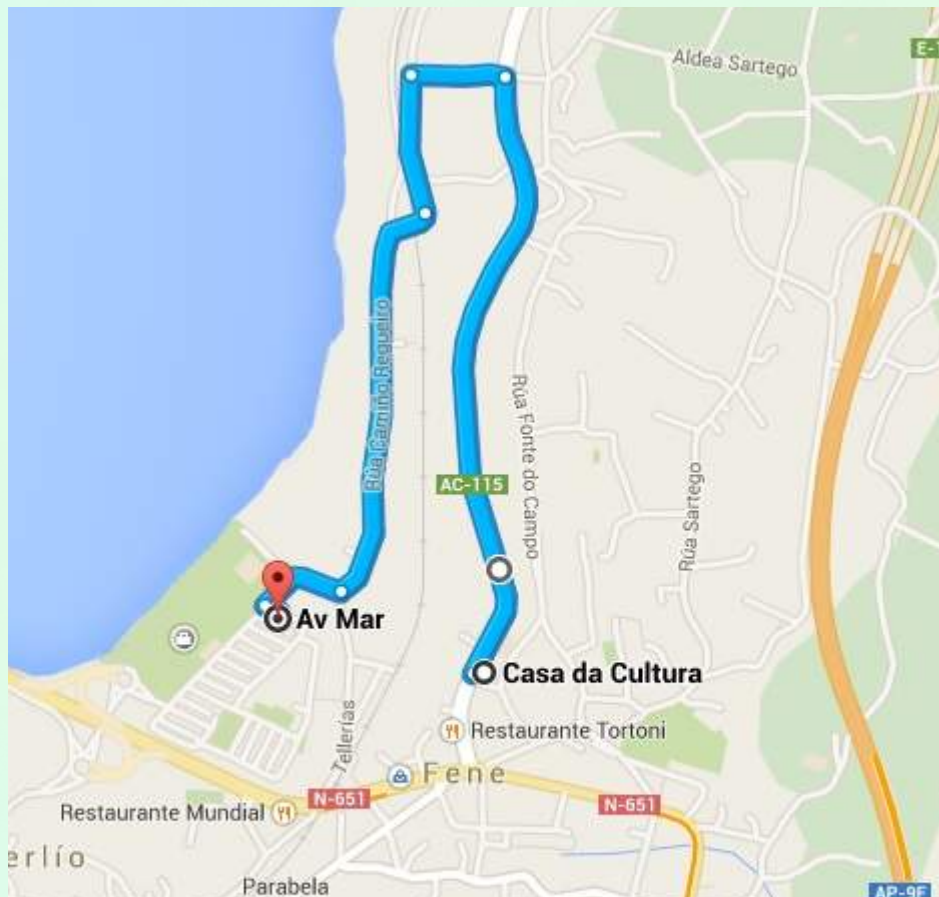 Aldea Sartego
Rúa Camiño Regueiro
Rúa Fonte do Campo
AC-115
Rúa Sartego
Av Mar
Casa da Cultura
Restaurante Tortoni
Tellerías
Fene
N-651
N-651
Restaurante Mundial
erlío
Parabela
AP-9F